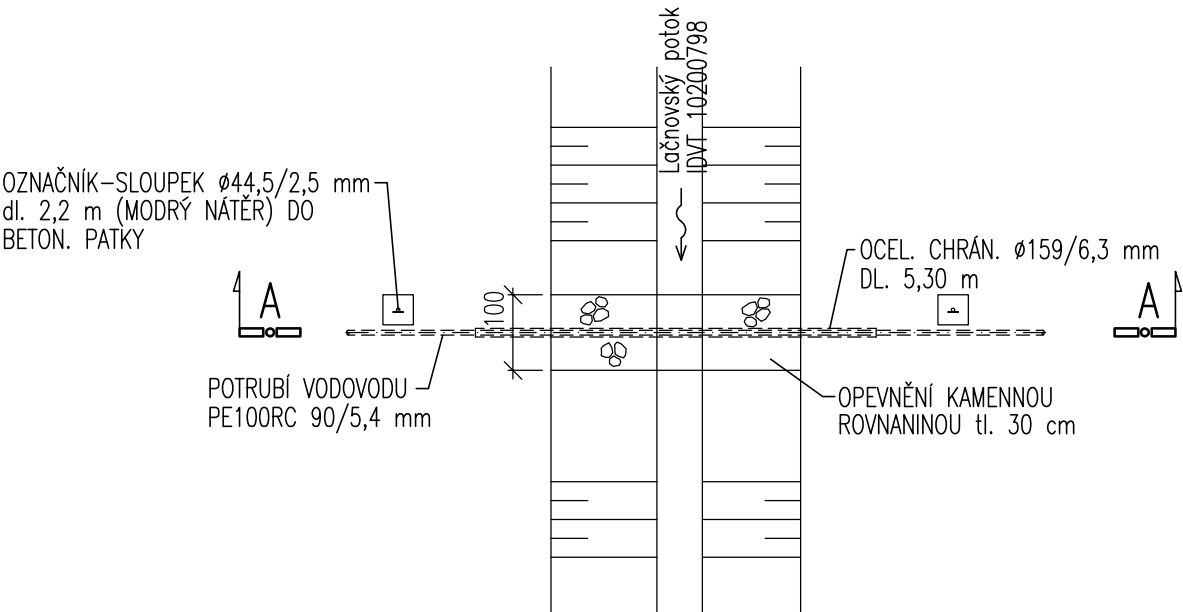 Lačnovský potok
IDVT 10200798
OZNAČNÍK-SLOUPEK ø44,5/2,5 mm
dl. 2,2 m (MODRÝ NÁTĚR) DO
BETON. PATKY
OCEL. CHRÁN. ø159/6,3 mm
DL. 5,30 m
A
A
100
POTRUBÍ VODOVODU
PE100RC 90/5,4 mm
OPEVNĚNÍ KAMENNOU
ROVNANINOU tl. 30 cm